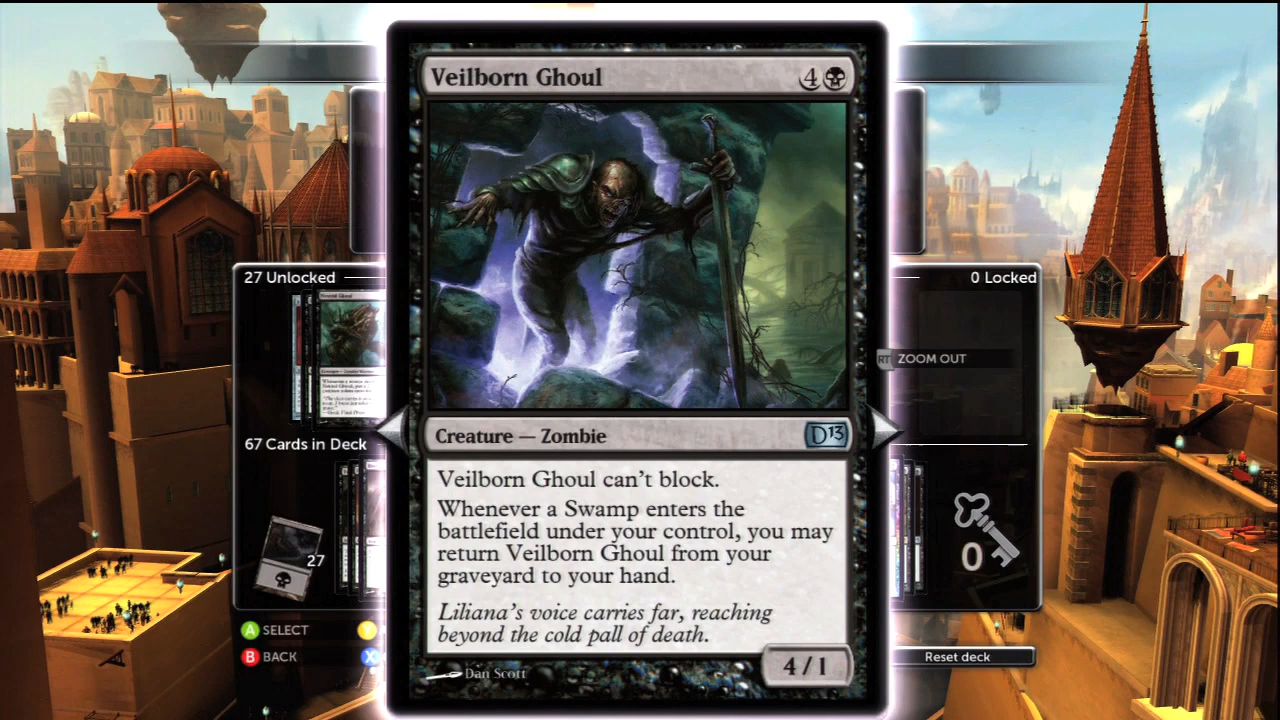 Veilborn Ghoul
4
27 Unlocked
0 Locked
RT ZOOM OUT
67 Cards in Deck
Creature — Zombie
D13
Veilborn Ghoul can't block.
Whenever a Swamp enters the
battlefield under your control, you may
return Veilborn Ghoul from your
graveyard to your hand.
Liliana's voice carries far, reaching
beyond the cold pall of death.
27
0
4 / 1
Dan Scott
A SELECT
Y
B BACK
X
Reset deck